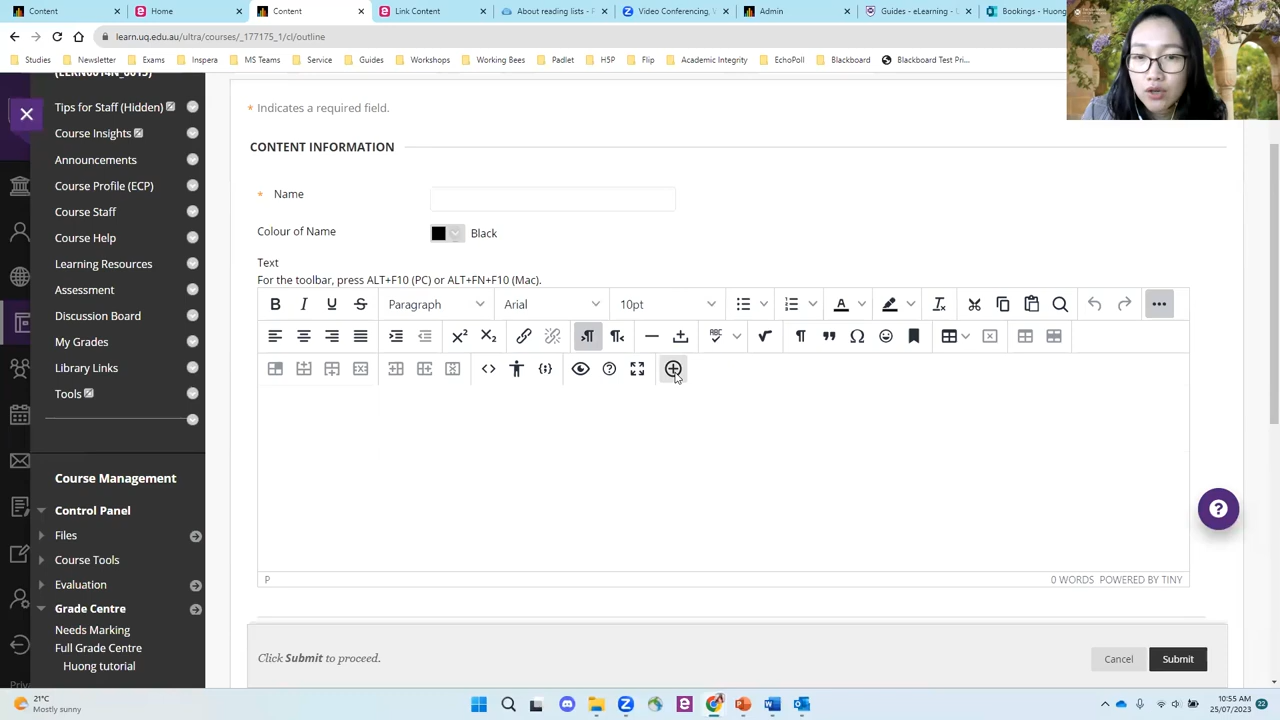 Content
Content
Link Content
About reading lists - F
Video Conferencing, V
Admin
Guides - eLearning -
Bookings - Huong
learn.uq.edu.au/ultra/courses/_177175_1/cl/outline
Studies
Newsletter
Exams
Inspera
MS Teams
Service
Guides
Workshops
Working Bees
Padlet
H5P
Flip
Academic Integrity
EchoPoll
Blackboard
Blackboard Test Pri...
Tips for Staff (Hidden)
Course Insights
Announcements
Course Profile (ECP)
Course Staff
Course Help
Learning Resources
Assessment
Discussion Board
My Grades
Library Links
Tools
Course Management
Control Panel
Files
Course Tools
Evaluation
Grade Centre
Needs Marking
Full Grade Centre
Huong tutorial
* Indicates a required field.
CONTENT INFORMATION
* Name
Colour of Name
Black
Text
For the toolbar, press ALT+F10 (PC) or ALT+FN+F10 (Mac).
B I U S Paragraph Arial 10pt A
P
0 WORDS POWERED BY TINY
Click Submit to proceed.
Cancel
Submit
21°C
Mostly sunny
10:55 AM
25/07/2023
22